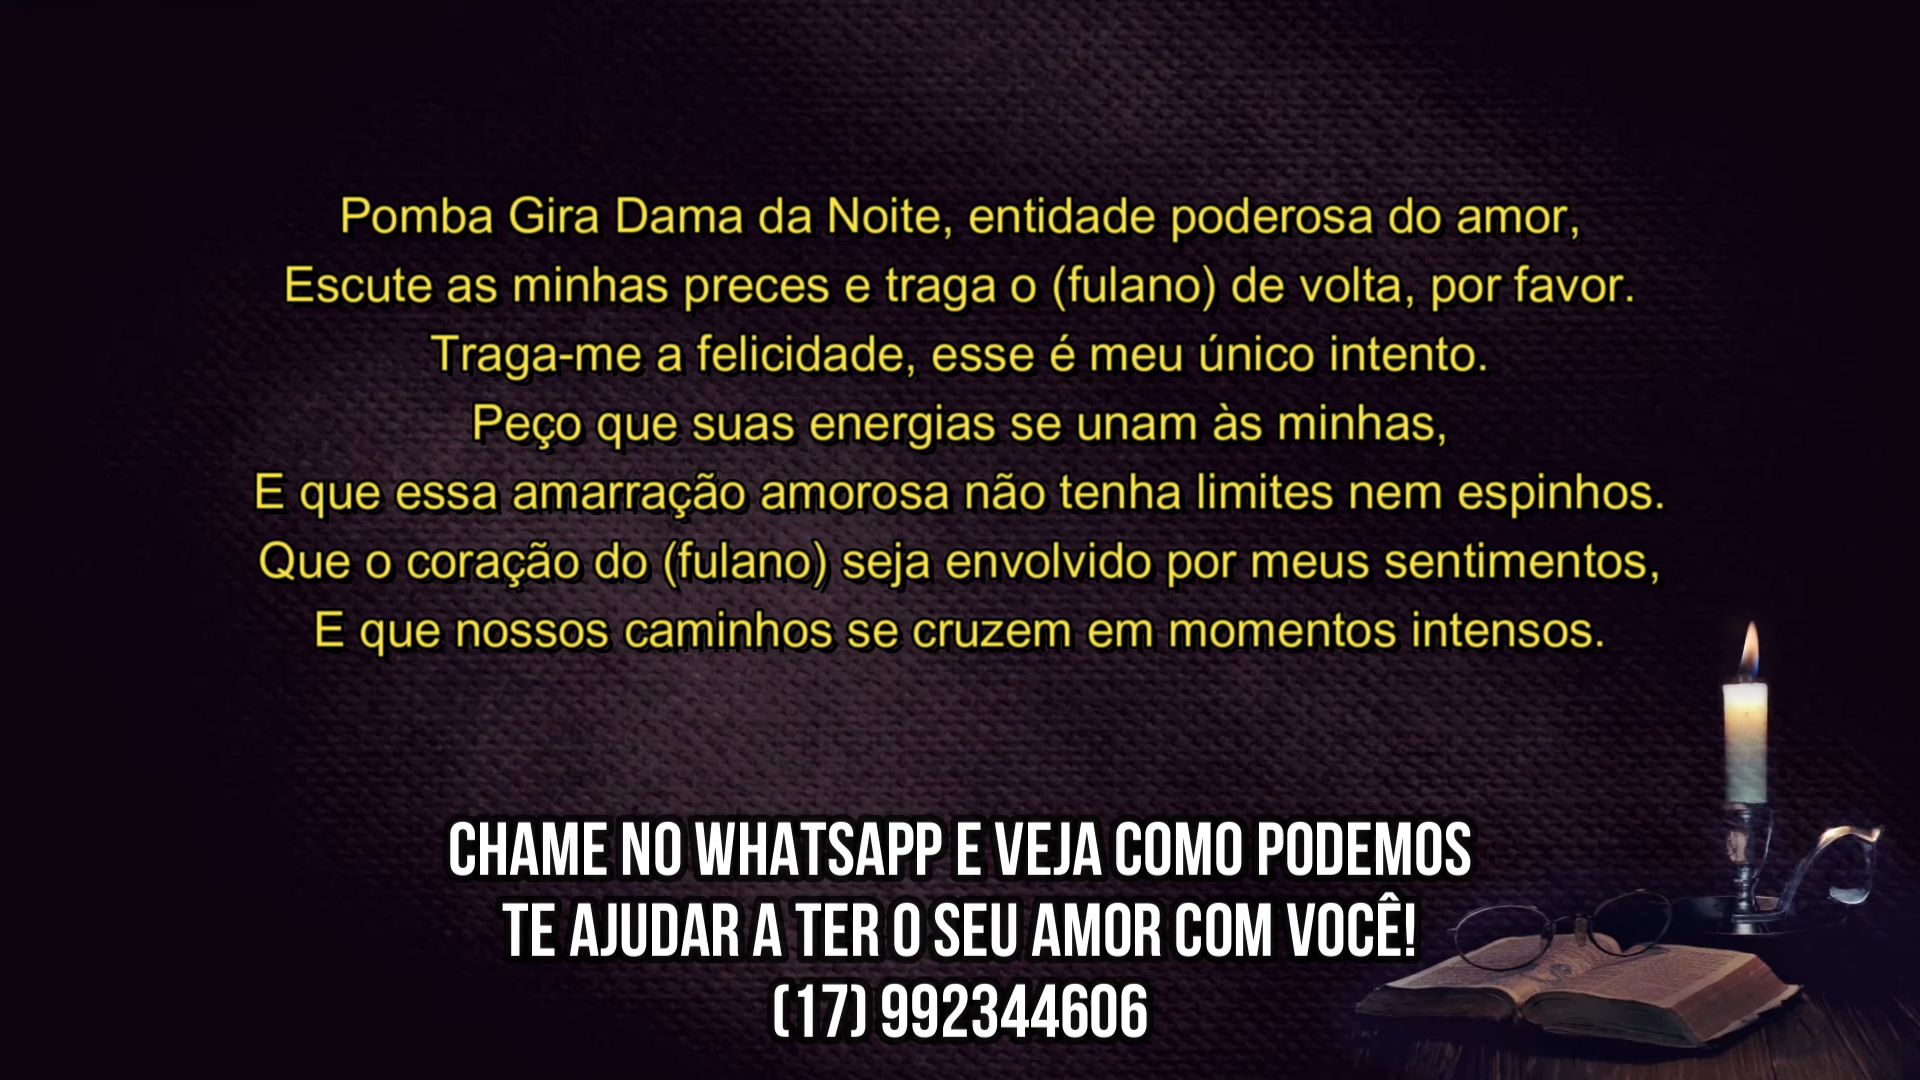 Pomba Gira Dama da Noite, entidade poderosa do amor,
Escute as minhas preces e traga o (fulano) de volta, por favor.
Traga-me a felicidade, esse é meu único intento.
Peço que suas energias se unam às minhas,
E que essa amarração amorosa não tenha limites nem espinhos.
Que o coração do (fulano) seja envolvido por meus sentimentos,
E que nossos caminhos se cruzem em momentos intensos.
CHAME NO WHATSAPP E VEJA COMO PODEMOS
TE AJUDAR A TER O SEU AMOR COM VOCÊ!
(17) 992344606